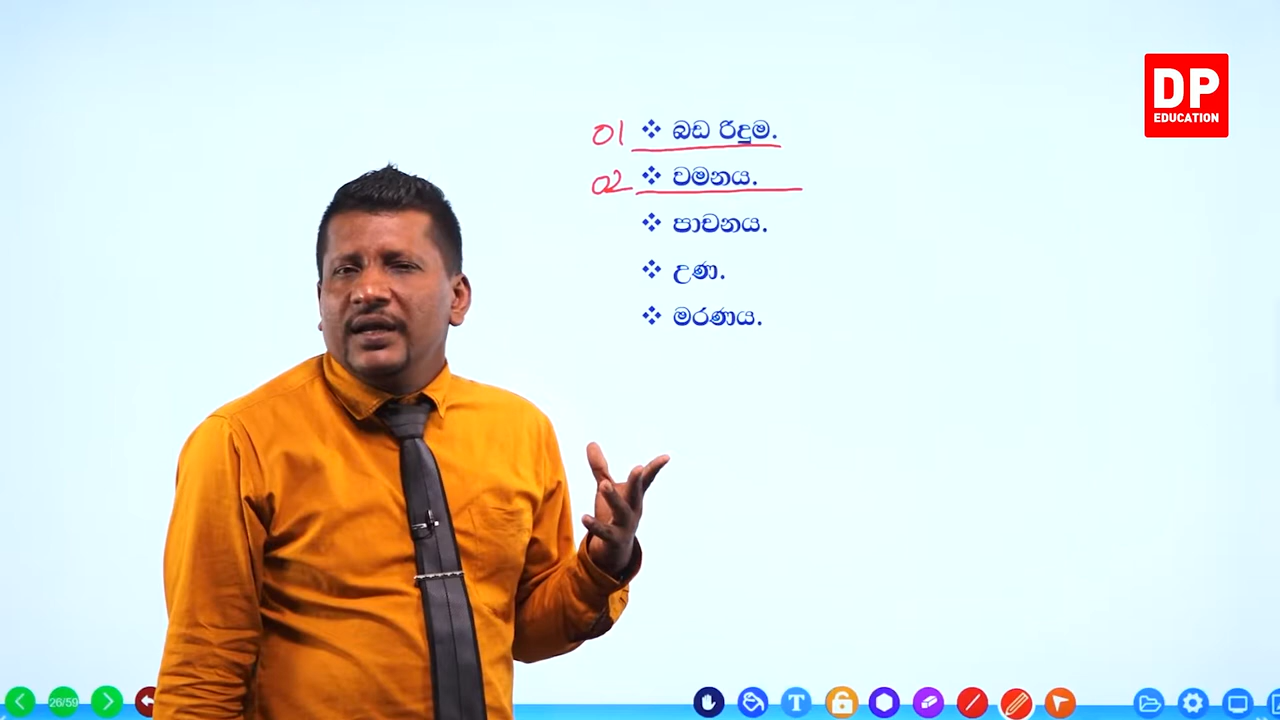 DP
EDUCATION
01 ❖ බඩ රිදුම.
02 ❖ වමනය.
❖ පාචනය.
❖ උණ.
❖ මරණය.
26/59
T